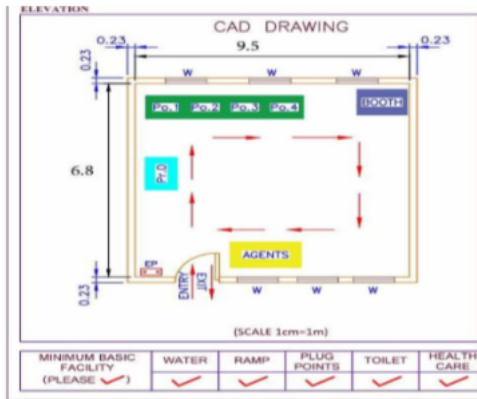 ELEVATION
CAD DRAWING
0.23
9.5
0.23
0.23
W
W
W
Po.1
Po.2
Po.3
Po.4
BOOTH
6.8
Pr.O
EP
AGENTS
ENTRY
EXIT
0.23
W
W
W
(SCALE 1cm=1m)
MINIMUM BASIC
FACILITY
(PLEASE ✓)
WATER
RAMP
PLUG
POINTS
TOILET
HEALTH
CARE